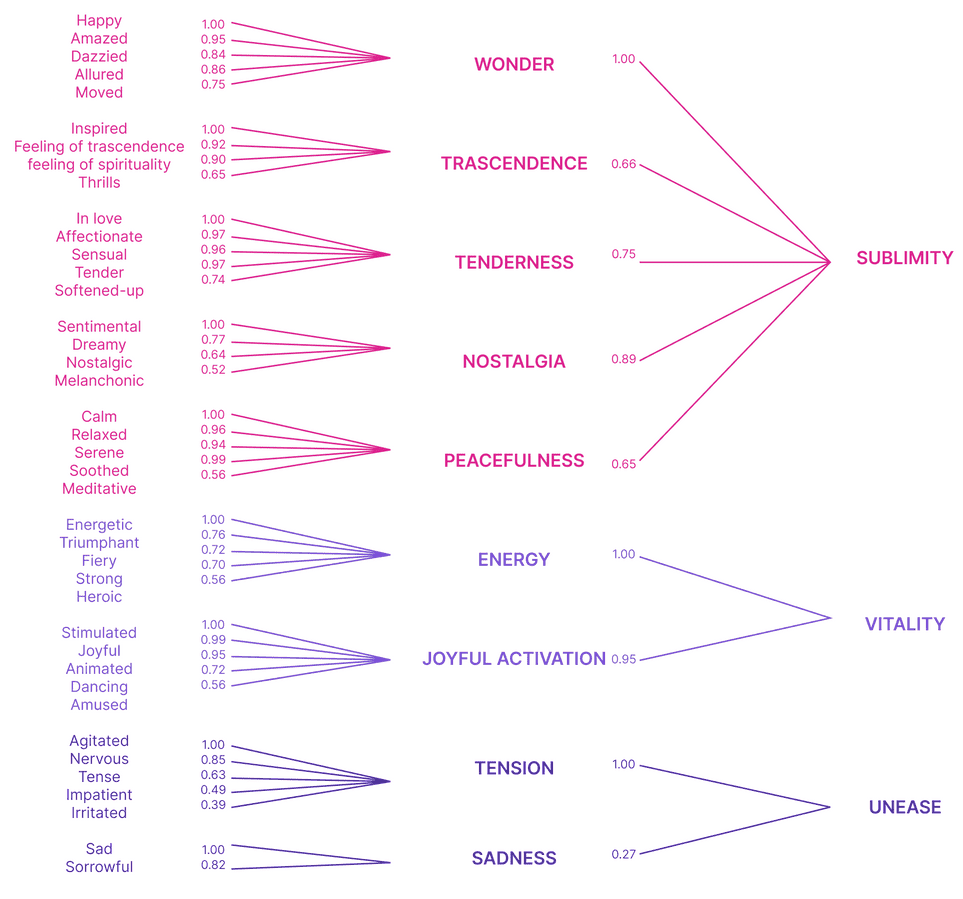 Happy
Amazed
Dazzied
Allured
Moved
1.00
0.95
0.84
0.86
0.75
WONDER
1.00
Inspired
Feeling of trascendence
feeling of spirituality
Thrills
1.00
0.92
0.90
0.65
TRASCENDENCE
0.66
In love
Affectionate
Sensual
Tender
Softened-up
1.00
0.97
0.96
0.97
0.74
TENDERNESS
0.75
SUBLIMITY
Sentimental
Dreamy
Nostalgic
Melanchonic
1.00
0.77
0.64
0.52
NOSTALGIA
0.89
Calm
Relaxed
Serene
Soothed
Meditative
1.00
0.96
0.94
0.99
0.56
PEACEFULNESS
0.65
Energetic
Triumphant
Fiery
Strong
Heroic
1.00
0.76
0.72
0.70
0.56
ENERGY
1.00
VITALITY
Stimulated
Joyful
Animated
Dancing
Amused
1.00
0.99
0.95
0.72
0.56
JOYFUL ACTIVATION
0.95
Agitated
Nervous
Tense
Impatient
Irritated
1.00
0.85
0.63
0.49
0.39
TENSION
1.00
UNEASE
Sad
Sorrowful
1.00
0.82
SADNESS
0.27